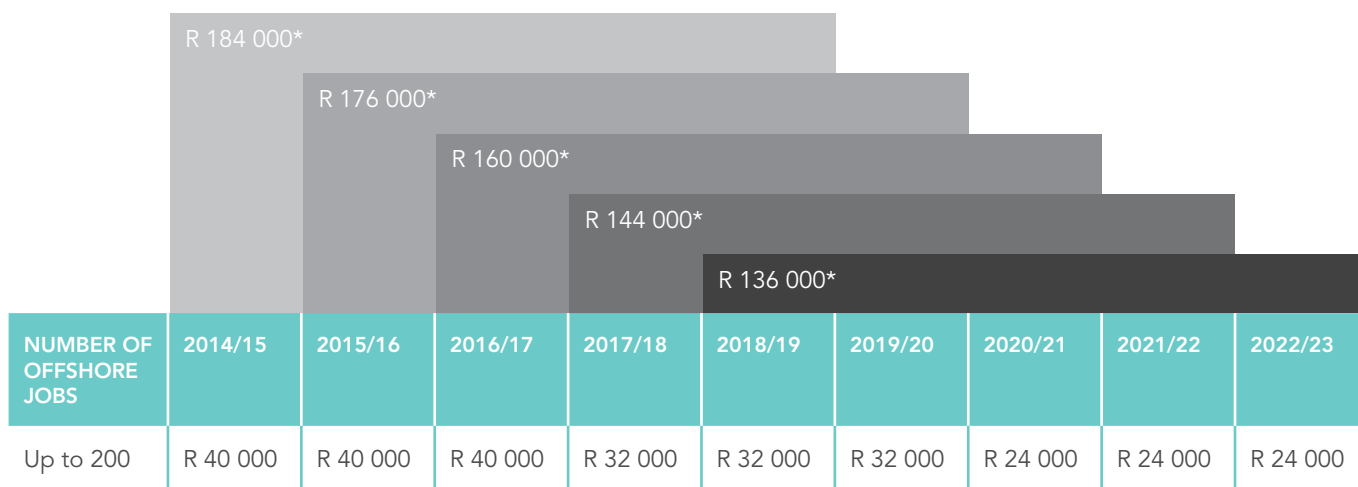 R 184 000*
R 176 000*
R 160 000*
R 144 000*
R 136 000*
NUMBER OF
OFFSHORE
JOBS
2014/15
2015/16
2016/17
2017/18
2018/19
2019/20
2020/21
2021/22
2022/23
Up to 200
R 40 000
R 40 000
R 40 000
R 32 000
R 32 000
R 32 000
R 24 000
R 24 000
R 24 000